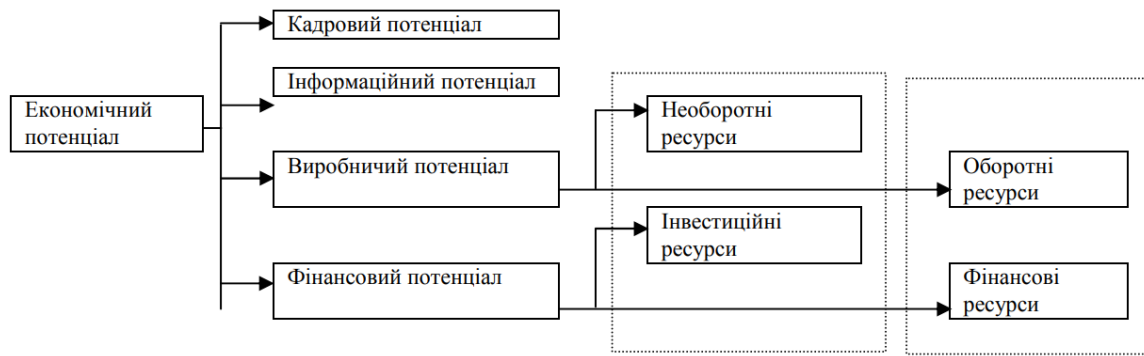 Кадровий потенціал
Інформаційний потенціал
Економічний
потенціал
Необоротні
ресурси
Виробничий потенціал
Оборотні
ресурси
Інвестиційні
ресурси
Фінансовий потенціал
Фінансові
ресурси